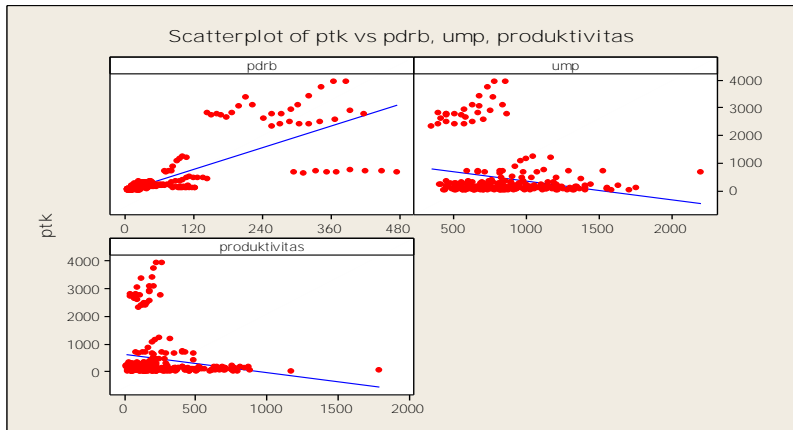 Scatterplot of ptk vs pdrb, ump, produktivitas
pdrb
ump
4000
3000
2000
1000
0
0 120 240 360 480
500 1000 1500 2000
ptk
produktivitas
4000
3000
2000
1000
0
0 500 1000 1500 2000